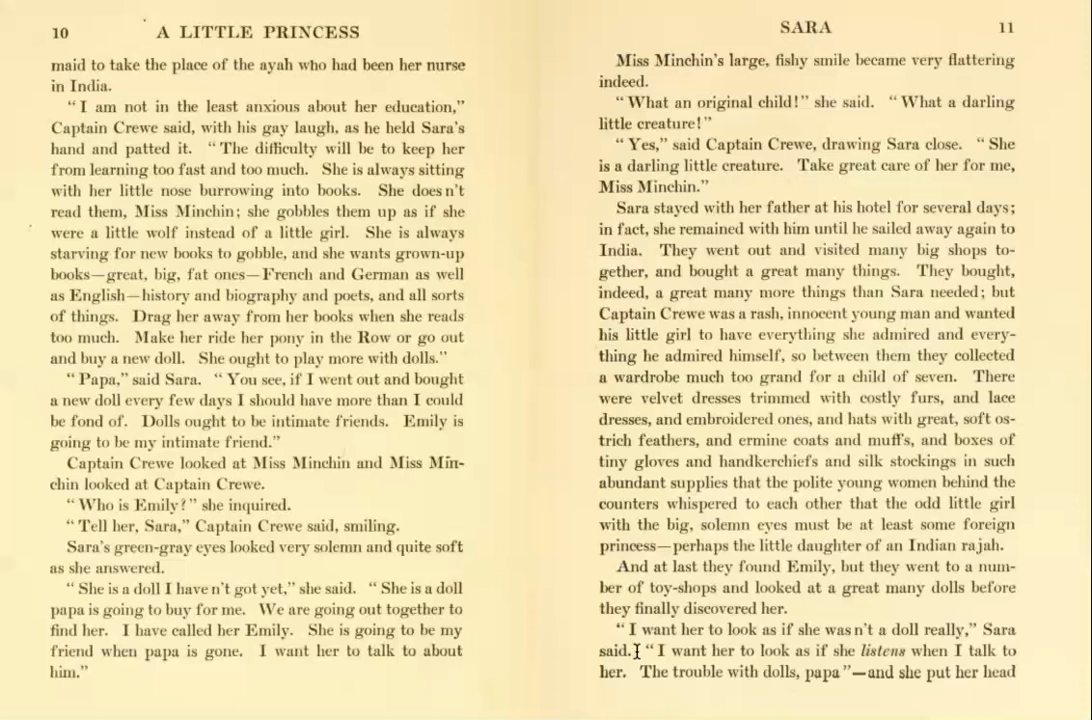 10 A LITTLE PRINCESS
maid to take the place of the ayah who had been her nurse
in India.
"I am not in the least anxious about her education,"
Captain Crewe said, with his gay laugh, as he held Sara's
hand and patted it. "The difficulty will be to keep her
from learning too fast and too much. She is always sitting
with her little nose burrowing into books. She does n't
read them, Miss Minchin; she gobbles them up as if she
were a little wolf instead of a little girl. She is always
starving for new books to gobble, and she wants grown-up
books—great, big, fat ones—French and German as well
as English—history and biography and poets, and all sorts
of things. Drag her away from her books when she reads
too much. Make her ride her pony in the Row or go out
and buy a new doll. She ought to play more with dolls."
"Papa," said Sara. "You see, if I went out and bought
a new doll every few days I should have more than I could
be fond of. Dolls ought to be intimate friends. Emily is
going to be my intimate friend."
Captain Crewe looked at Miss Minchin and Miss Min-
chin looked at Captain Crewe.
"Who is Emily?" she inquired.
"Tell her, Sara," Captain Crewe said, smiling.
Sara's green-gray eyes looked very solemn and quite soft
as she answered.
"She is a doll I have n't got yet," she said. "She is a doll
papa is going to buy for me. We are going out together to
find her. I have called her Emily. She is going to be my
friend when papa is gone. I want her to talk to about
him."
SARA 11
Miss Minchin's large, fishy smile became very flattering
indeed.
"What an original child!" she said. "What a darling
little creature!"
"Yes," said Captain Crewe, drawing Sara close. "She
is a darling little creature. Take great care of her for me,
Miss Minchin."
Sara stayed with her father at his hotel for several days;
in fact, she remained with him until he sailed away again to
India. They went out and visited many big shops to-
gether, and bought a great many things. They bought,
indeed, a great many more things than Sara needed; but
Captain Crewe was a rash, innocent young man and wanted
his little girl to have everything she admired and every-
thing he admired himself, so between them they collected
a wardrobe much too grand for a child of seven. There
were velvet dresses trimmed with costly furs, and lace
dresses, and embroidered ones, and hats with great, soft os-
trich feathers, and ermine coats and muffs, and boxes of
tiny gloves and handkerchiefs and silk stockings in such
abundant supplies that the polite young women behind the
counters whispered to each other that the odd little girl
with the big, solemn eyes must be at least some foreign
princess—perhaps the little daughter of an Indian rajah.
And at last they found Emily, but they went to a num-
ber of toy-shops and looked at a great many dolls before
they finally discovered her.
"I want her to look as if she was n't a doll really," Sara
said. "I want her to look as if she listens when I talk to
her. The trouble with dolls, papa"—and she put her head